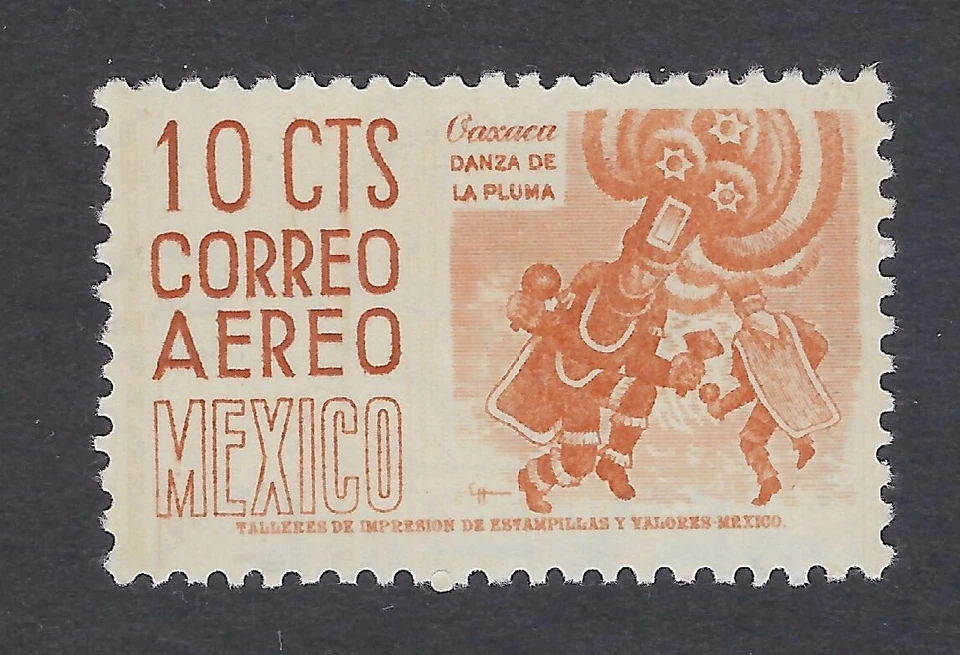 10 CTS
CORREO
AEREO
MEXICO
Oaxaca
DANZA DE
LA PLUMA
TALLERES DE IMPRESION DE ESTAMPILLAS Y VALORES-MEXICO.